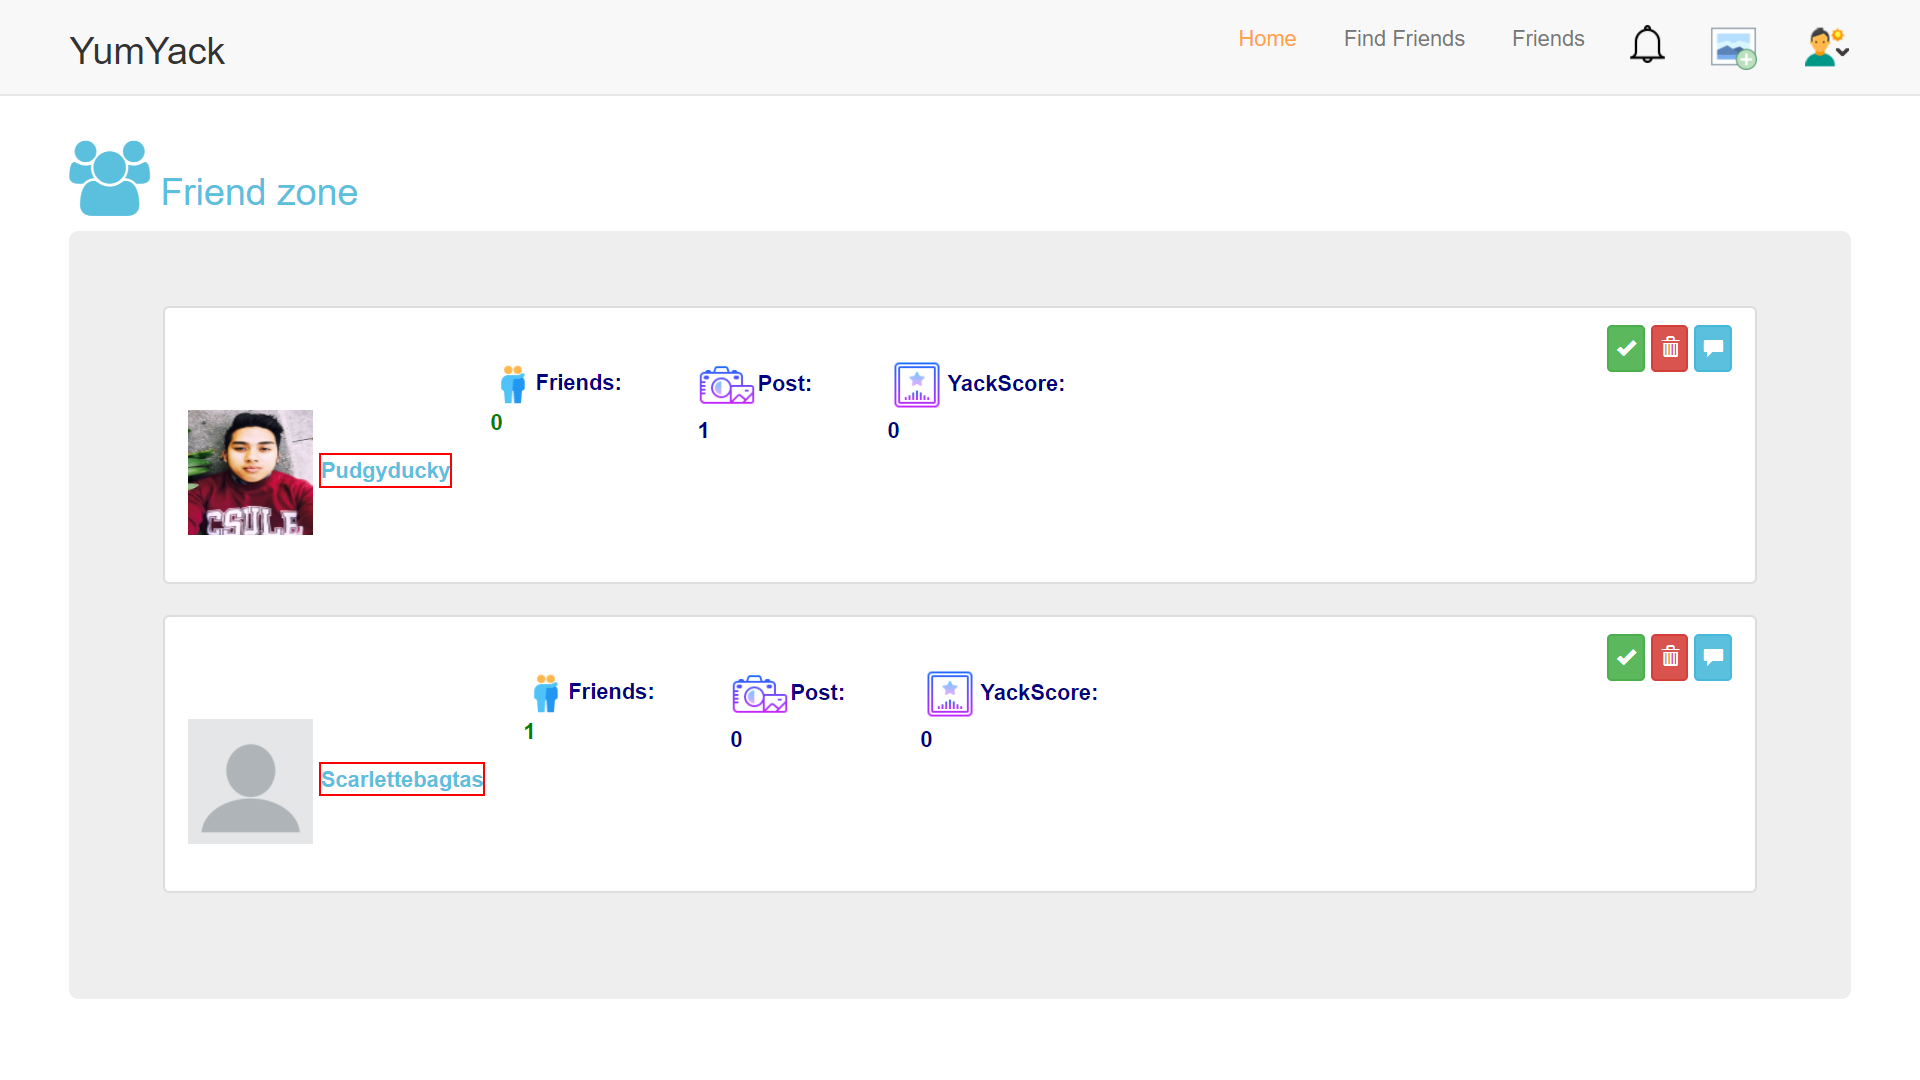 YumYack
Home Find Friends Friends
Friend zone
Friends: Post: YackScore:
0 1 0
Pudgyducky
CSULB
Friends: Post: YackScore:
1 0 0
Scarlettebagtas